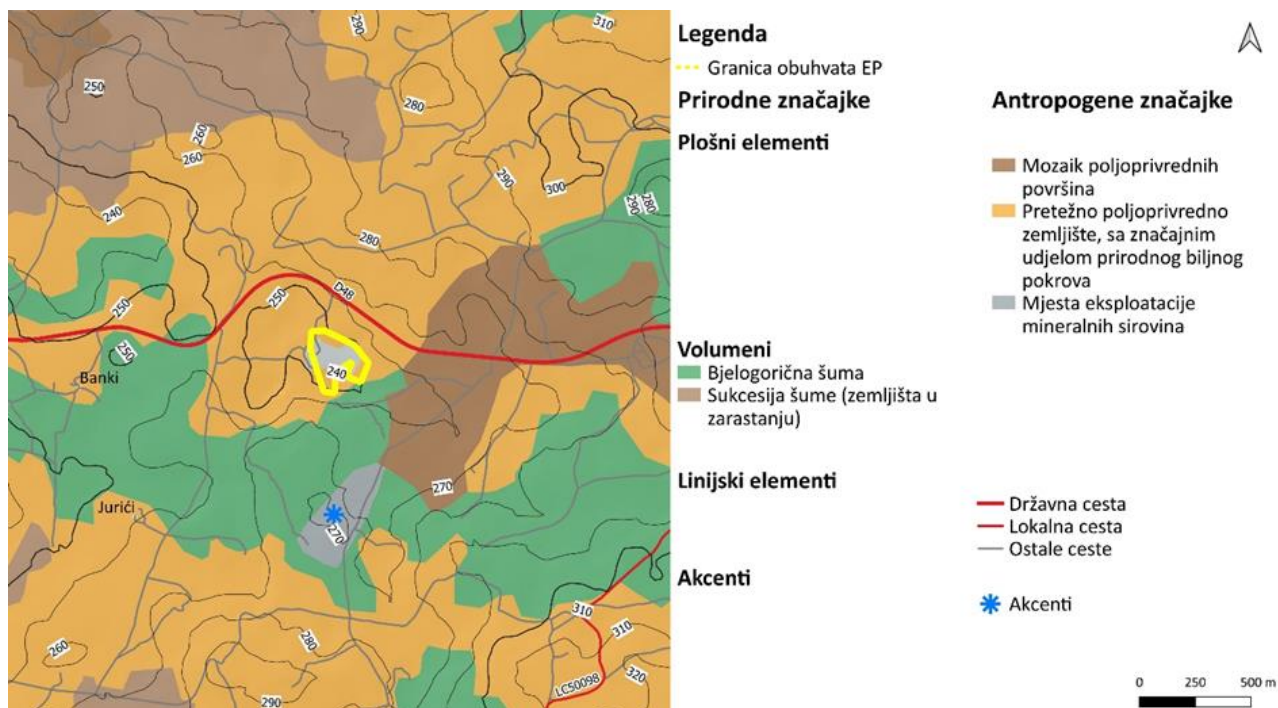 290
310
250
280
260
260
290
300
280
290
240
280
250
D48
250
250
240
Banki
270
Jurići
270
310
310
280
260
320
LC50098
290
Legenda
Granica obuhvata EP
Prirodne značajke
Antropogene značajke
Plošni elementi
Mozaik poljoprivrednih
površina
Pretežno poljoprivredno
zemljište, sa značajnim
udjelom prirodnog biljnog
pokrova
Mjesta eksploatacije
mineralnih sirovina
Volumeni
Bjelogorična šuma
Sukcesija šume (zemljišta u
zarastanju)
Linijski elementi
Državna cesta
Lokalna cesta
Ostale ceste
Akcenti
Akcenti
0 250 500 m